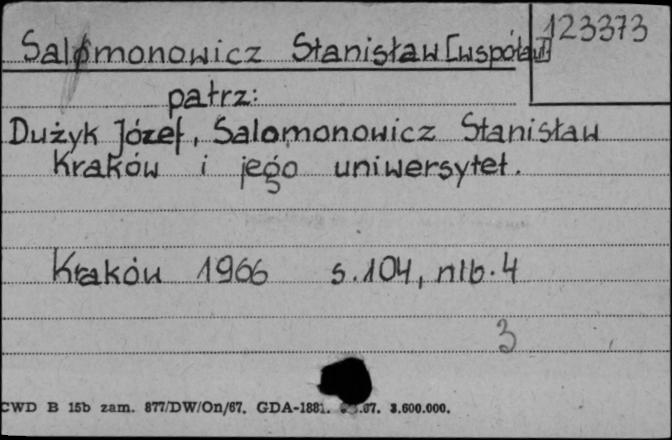 123373
Salomonowicz Stanisław [współaut]
patrz:
Dużyk Józef, Salomonowicz Stanisław
Kraków i jego uniwersytet.
Kraków 1966 s.104, nlb.4
3
CWD B 15b zam. 877/DW/On/67. GDA-1881. .67. 3.600.000.